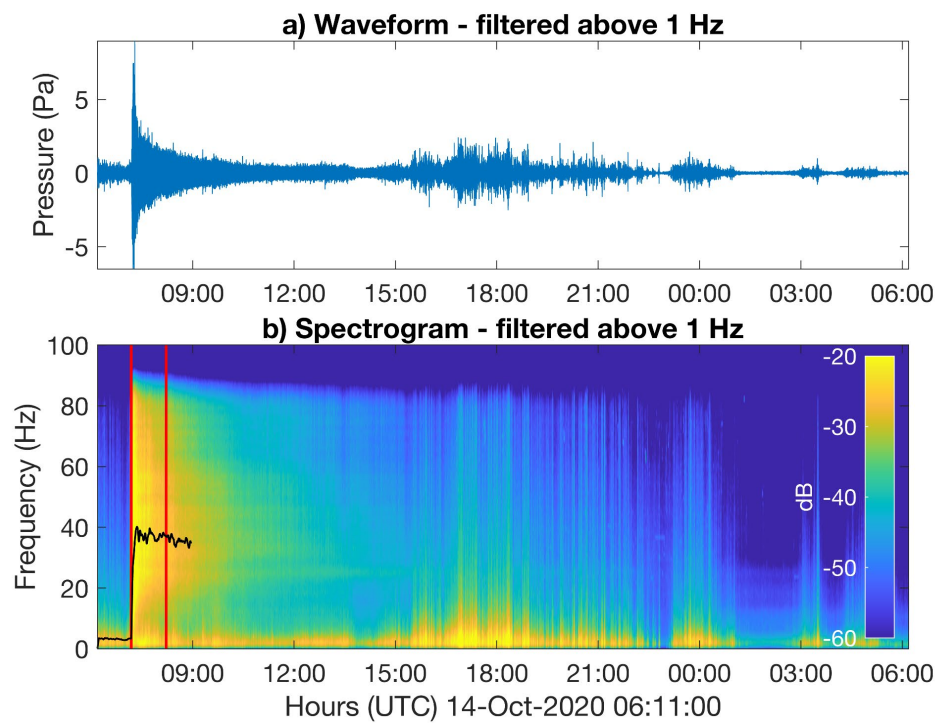 a) Waveform - filtered above 1 Hz
Pressure (Pa)
5
0
-5
09:00 12:00 15:00 18:00 21:00 00:00 03:00 06:00
b) Spectrogram - filtered above 1 Hz
Frequency (Hz)
100
80
60
40
20
0
dB
-20
-30
-40
-50
-60
09:00 12:00 15:00 18:00 21:00 00:00 03:00 06:00
Hours (UTC) 14-Oct-2020 06:11:00